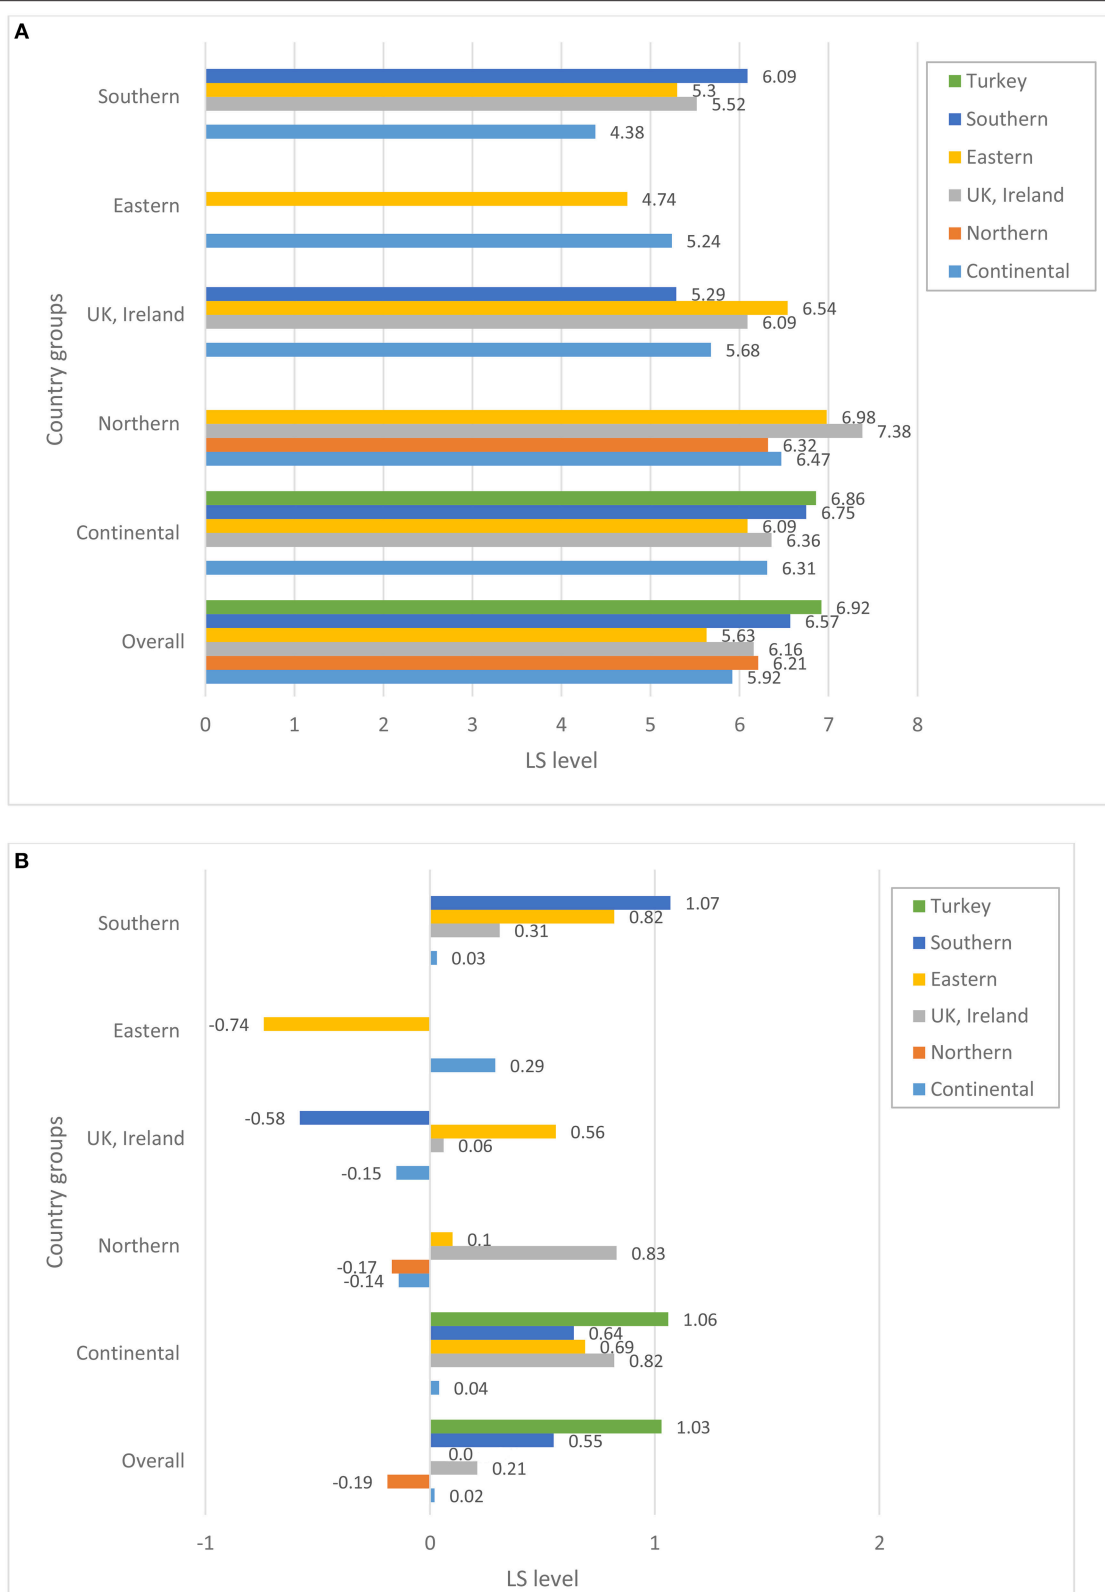 A
Southern
6.09
5.3
5.52
4.38
Eastern
4.74
5.24
UK, Ireland
5.29
6.54
6.09
5.68
Northern
6.98
7.38
6.32
6.47
Continental
6.86
6.75
6.09
6.36
6.31
Overall
6.92
6.57
5.63
6.16
6.21
5.92
Country groups
0 1 2 3 4 5 6 7 8
LS level
Turkey
Southern
Eastern
UK, Ireland
Northern
Continental
B
Southern
1.07
0.82
0.31
0.03
Eastern
-0.74
0.29
UK, Ireland
-0.58
0.56
0.06
-0.15
Northern
0.1
0.83
-0.17
-0.14
Continental
1.06
0.64
0.69
0.82
0.04
Overall
1.03
0.55
0.0
0.21
-0.19
0.02
Country groups
-1 0 1 2
LS level
Turkey
Southern
Eastern
UK, Ireland
Northern
Continental